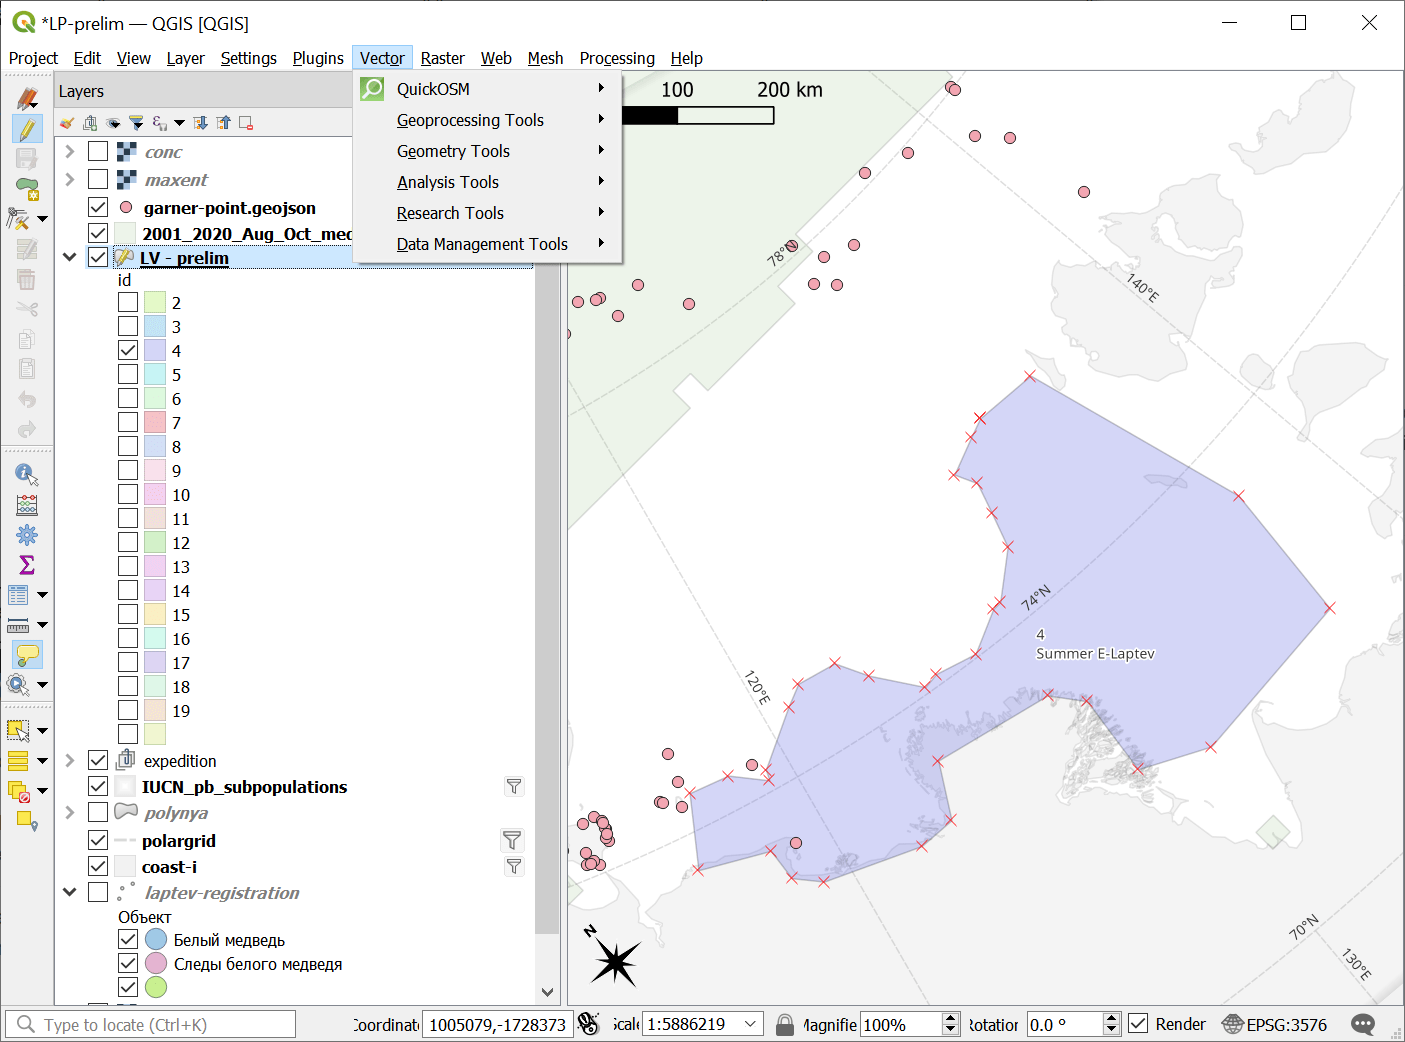 *LP-prelim — QGIS [QGIS]
Project Edit View Layer Settings Plugins Vector Raster Web Mesh Processing Help
Layers
QuickOSM
Geoprocessing Tools
Geometry Tools
Analysis Tools
Research Tools
Data Management Tools
conc
maxent
garner-point.geojson
2001_2020_Aug_Oct_mec
LV - prelim
id
2
3
4
5
6
7
8
9
10
11
12
13
14
15
16
17
18
19
expedition
IUCN_pb_subpopulations
polynya
polargrid
coast-i
laptev-registration
Объект
Белый медведь
Следы белого медведя
100 200 km
78°N
140°E
74°N
4
Summer E-Laptev
120°E
70°N
130°E
N
Type to locate (Ctrl+K)
Coordinate 1005079,-1728373 Scale 1:5886219 Magnifier 100% Rotation 0.0 ° Render EPSG:3576